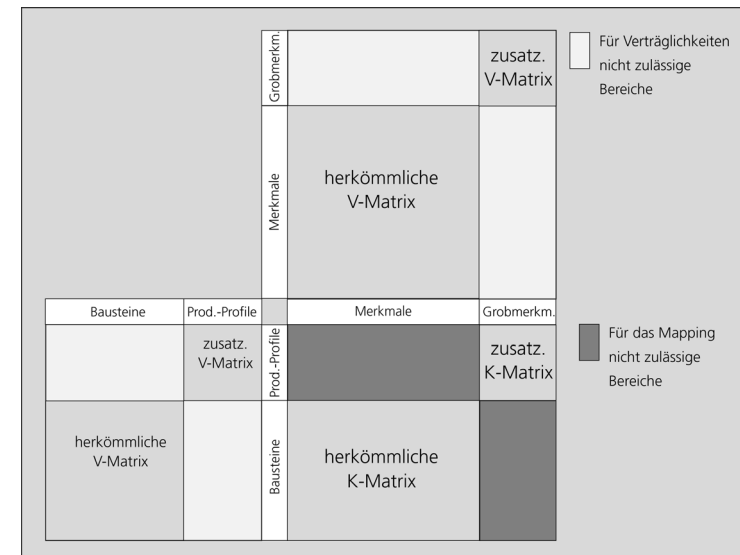 Grobmerkm.
zusatz.
V-Matrix
Für Verträglichkeiten
nicht zulässige
Bereiche
Merkmale
herkömmliche
V-Matrix
Bausteine
Prod.-Profile
Merkmale
Grobmerkm.
zusatz.
V-Matrix
Prod.-Profile
zusatz.
K-Matrix
Für das Mapping
nicht zulässige
Bereiche
herkömmliche
V-Matrix
Bausteine
herkömmliche
K-Matrix